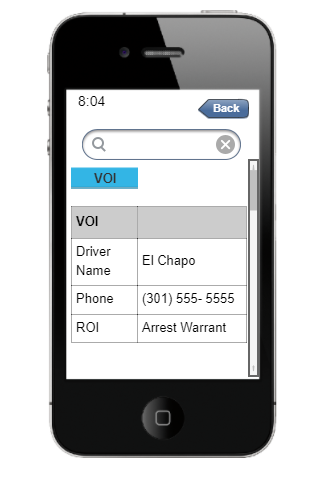 8:04
Back
VOI
VOI
Driver
Name
El Chapo
Phone
(301) 555- 5555
ROI
Arrest Warrant